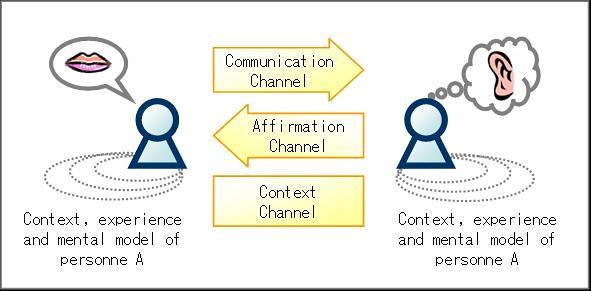 Communication
Channel
Affirmation
Channel
Context
Channel
Context, experience
and mental model of
personne A
Context, experience
and mental model of
personne A